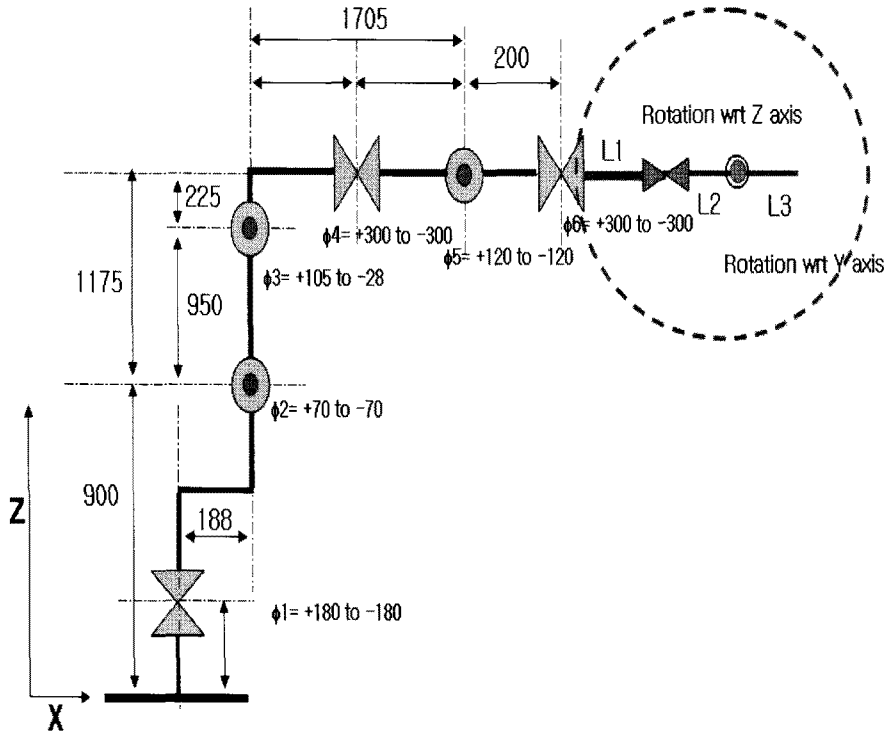 1705
200
Rotation wrt Z axis
L1
225
L2
L3
ϕ4= +300 to -300
ϕ6= +300 to -300
ϕ5= +120 to -120
Rotation wrt Y axis
1175
ϕ3= +105 to -28
950
ϕ2= +70 to -70
900
Z
188
ϕ1= +180 to -180
X